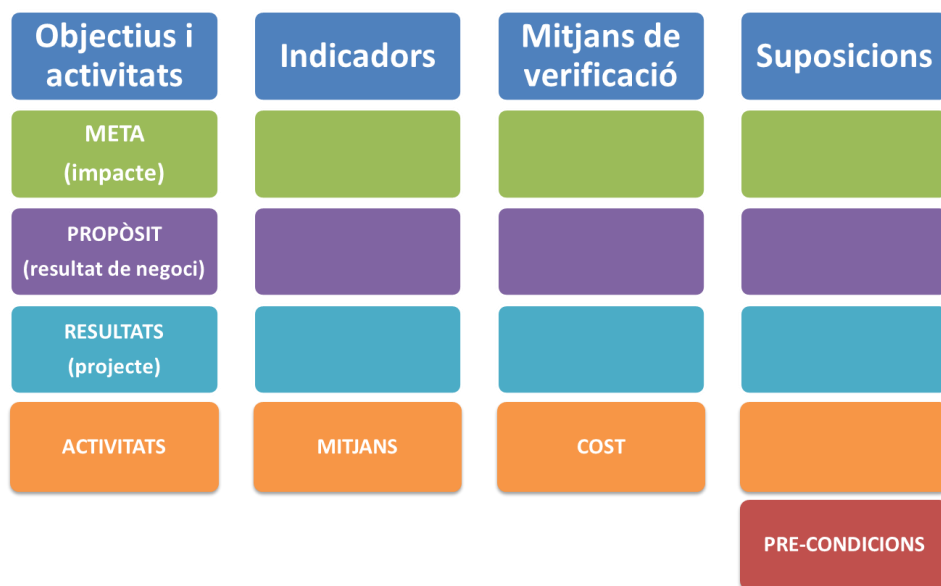 Objectius i
activitats
Indicadors
Mitjans de
verificació
Suposicions
META
(impacte)
PROPÒSIT
(resultat de negoci)
RESULTATS
(projecte)
ACTIVITATS
MITJANS
COST
PRE-CONDICIONS